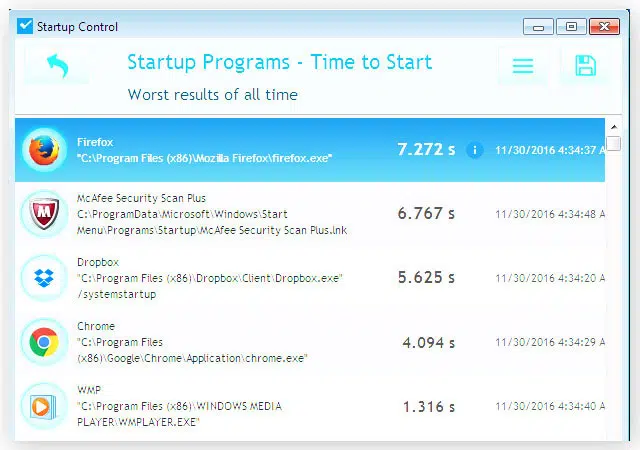 Startup Control
Startup Programs - Time to Start
Worst results of all time
Firefox
"C:\Program Files (x86)\Mozilla Firefox\firefox.exe"
7.272 s
11/30/2016 4:34:37 A
McAfee Security Scan Plus
C:\ProgramData\Microsoft\Windows\Start
Menu\Programs\Startup\McAfee Security Scan Plus.lnk
6.767 s
11/30/2016 4:34:48 A
Dropbox
"C:\Program Files (x86)\Dropbox\Client\Dropbox.exe"
/systemstartup
5.625 s
11/30/2016 4:34:20 A
Chrome
"C:\Program Files
(x86)\Google\Chrome\Application\chrome.exe"
4.094 s
11/30/2016 4:34:29 A
WMP
"C:\Program Files (x86)\WINDOWS MEDIA
PLAYER\WMPLAYER.EXE"
1.316 s
11/30/2016 4:34:40 A